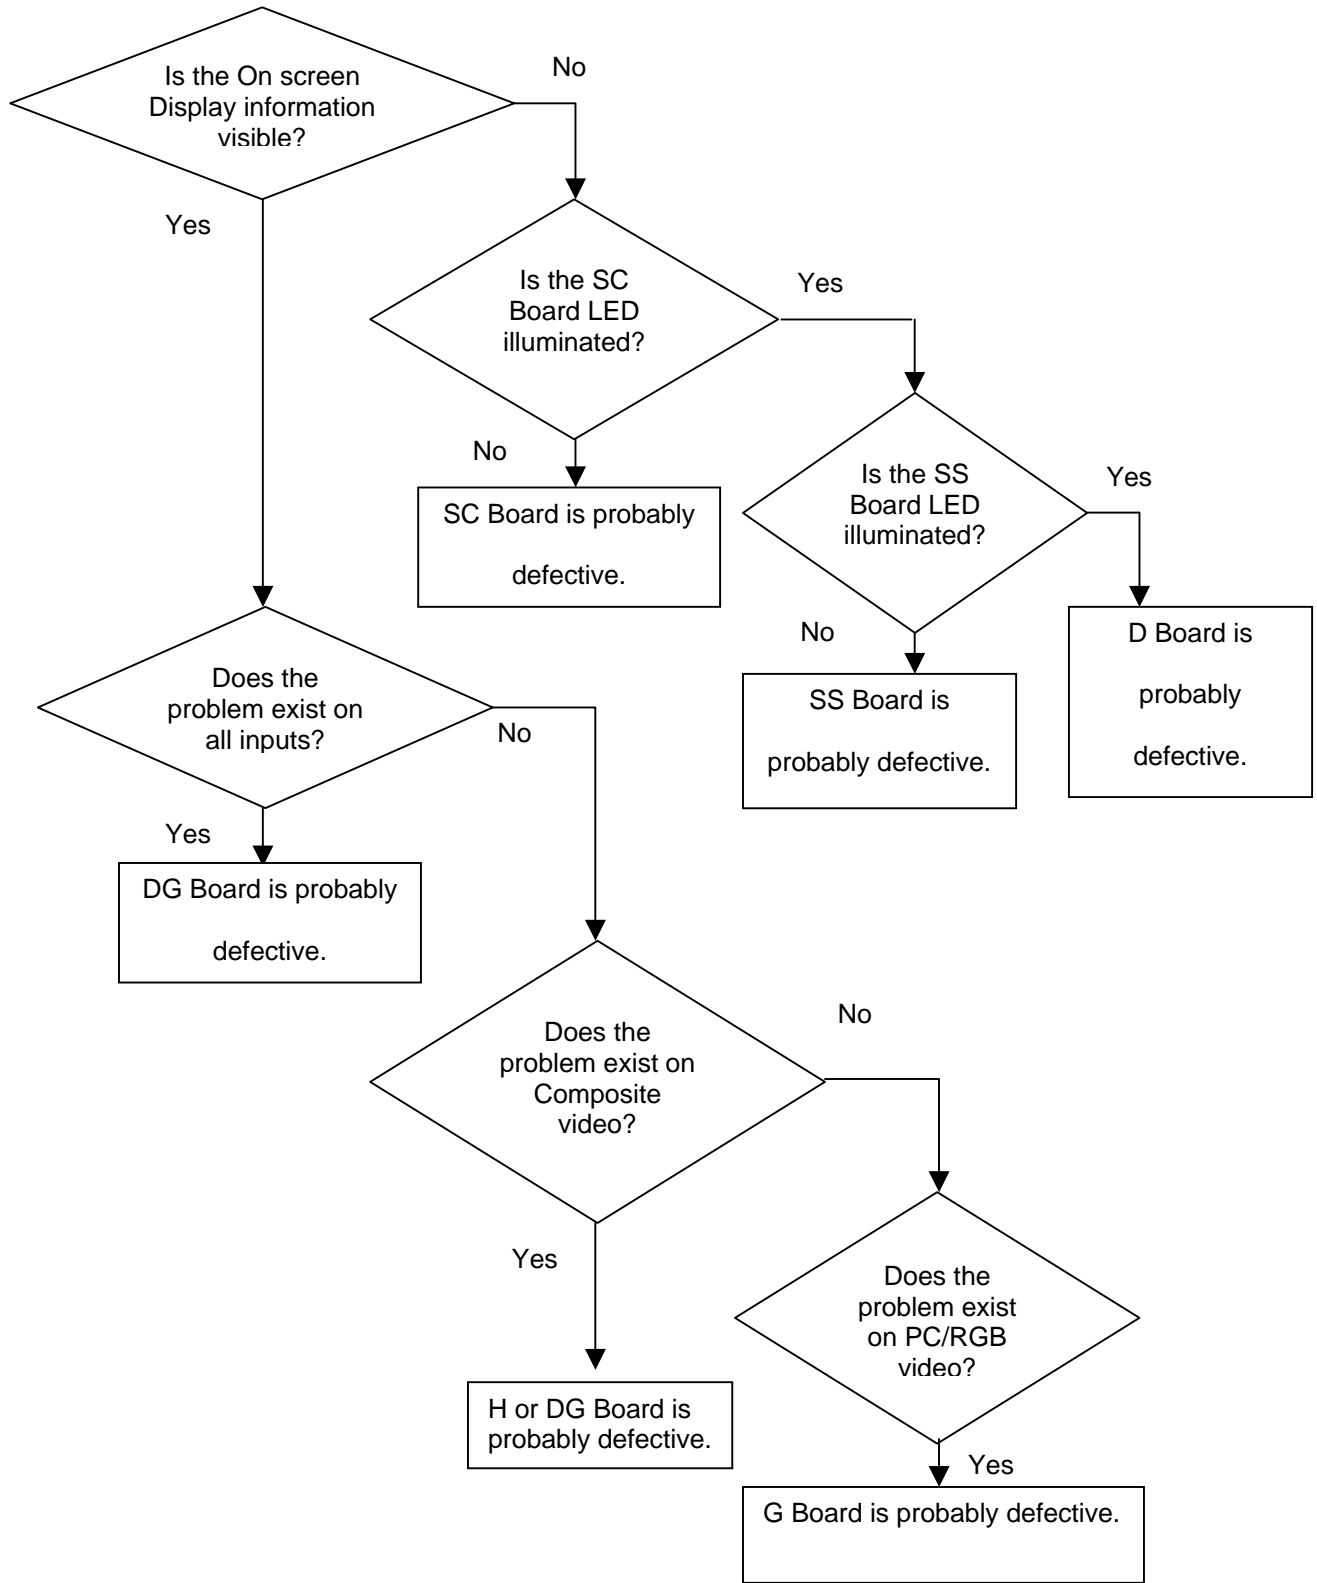 Is the On screen
Display information
visible?
No
Yes
Is the SC
Board LED
illuminated?
Yes
No
SC Board is probably
defective.
Is the SS
Board LED
illuminated?
Yes
No
SS Board is
probably defective.
D Board is
probably
defective.
Does the
problem exist on
all inputs?
No
Yes
DG Board is probably
defective.
Does the
problem exist on
Composite
video?
No
Yes
H or DG Board is
probably defective.
Does the
problem exist
on PC/RGB
video?
Yes
G Board is probably defective.